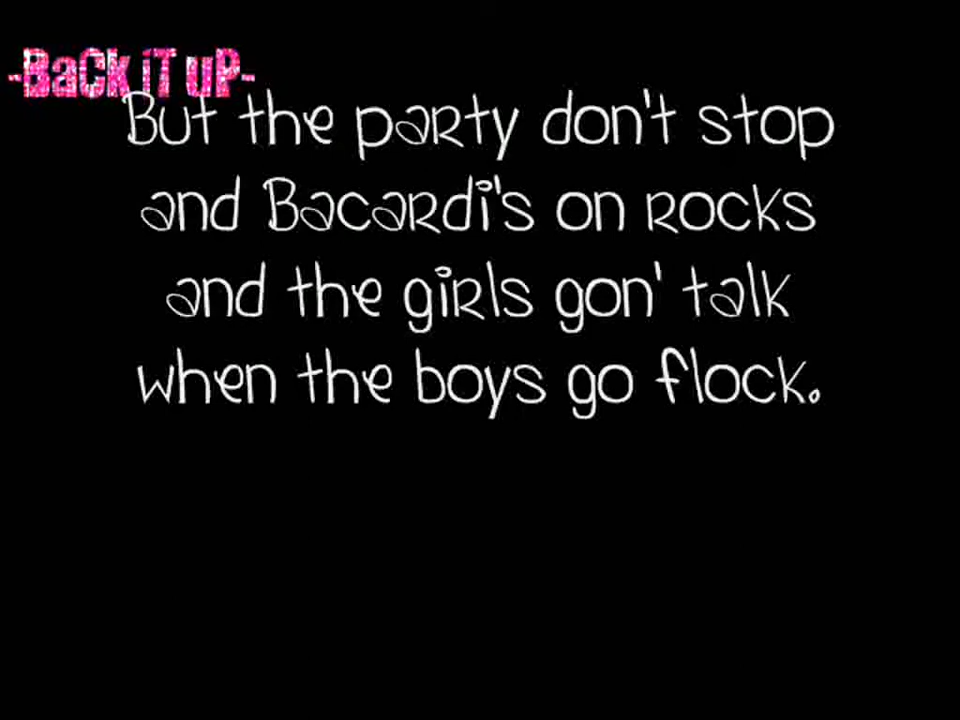 -BaCk iT uP-
But the party don't stop
and Bacardi's on rocks
and the girls gon' talk
when the boys go flock.